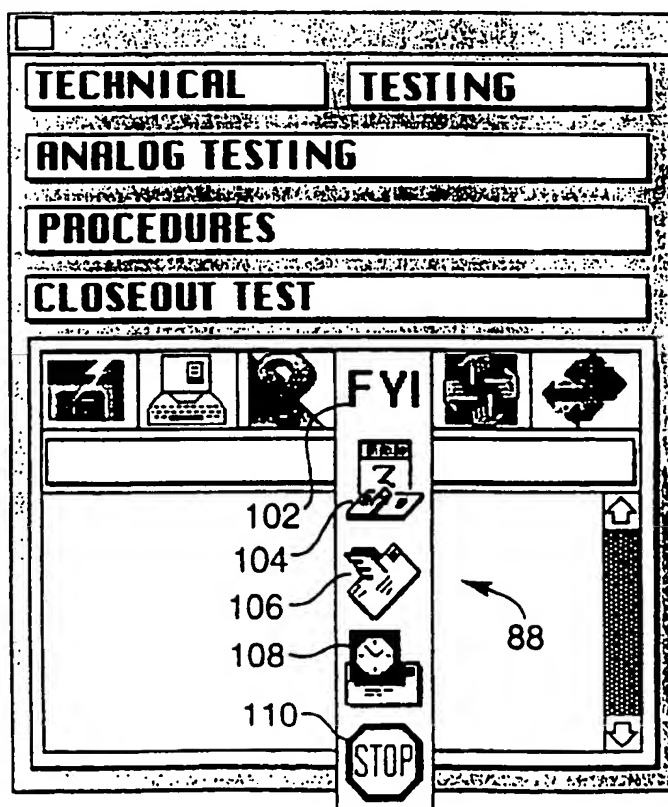 TECHNICAL TESTING
ANALOG TESTING
PROCEDURES
CLOSEOUT TEST
FYI
102
104
106
88
108
110
STOP